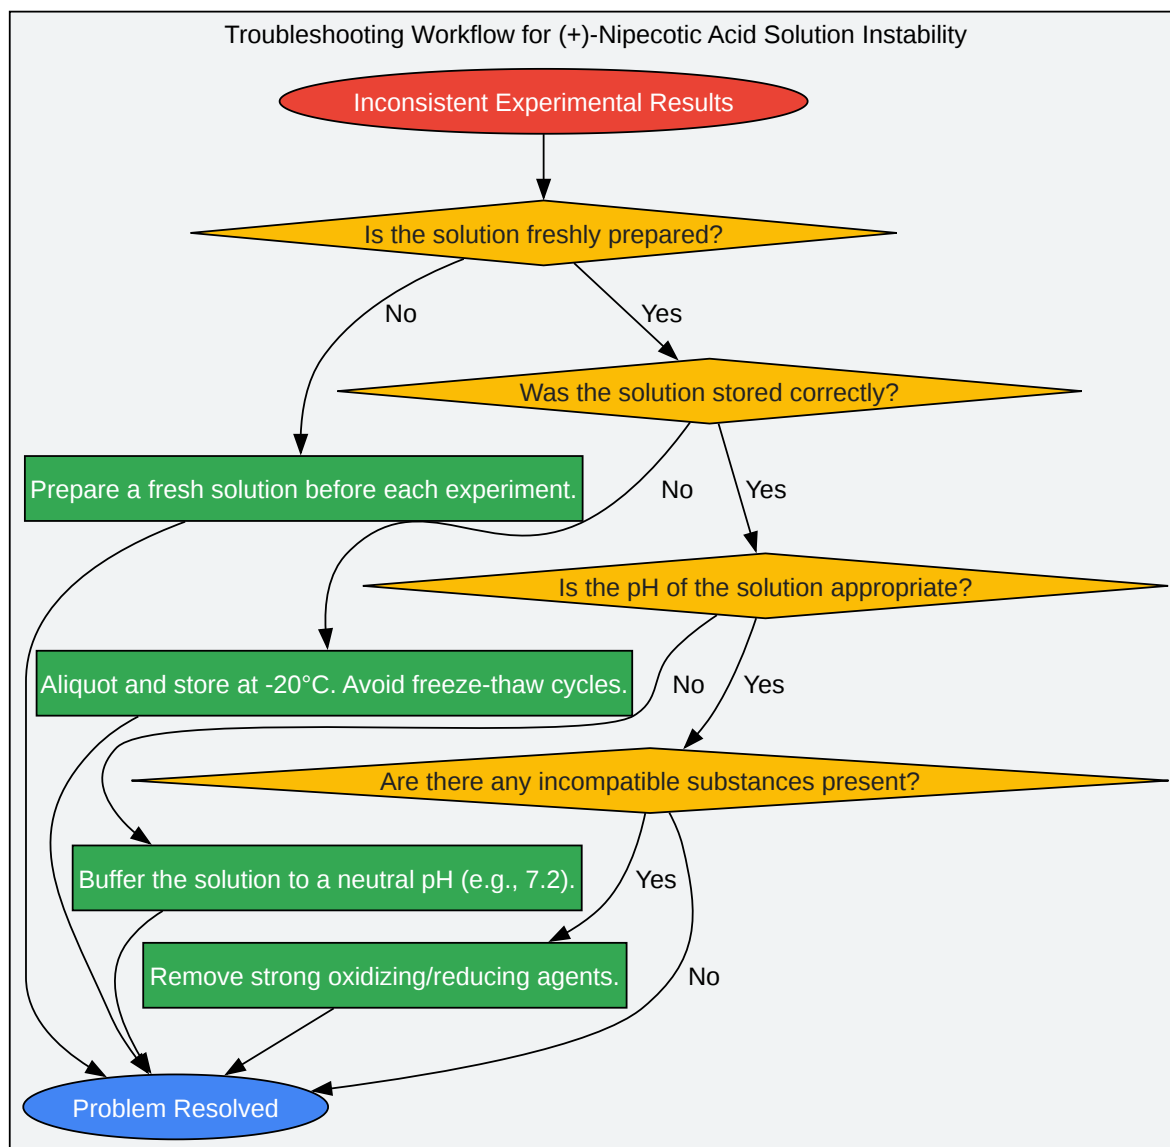 Troubleshooting Workflow for (+)-Nipecotic Acid Solution Instability
Inconsistent Experimental Results
Is the solution freshly prepared?
No
Yes
Was the solution stored correctly?
Prepare a fresh solution before each experiment.
No
Yes
Is the pH of the solution appropriate?
Aliquot and store at -20°C. Avoid freeze-thaw cycles.
No
Yes
Are there any incompatible substances present?
Buffer the solution to a neutral pH (e.g., 7.2).
Yes
Remove strong oxidizing/reducing agents.
No
Problem Resolved